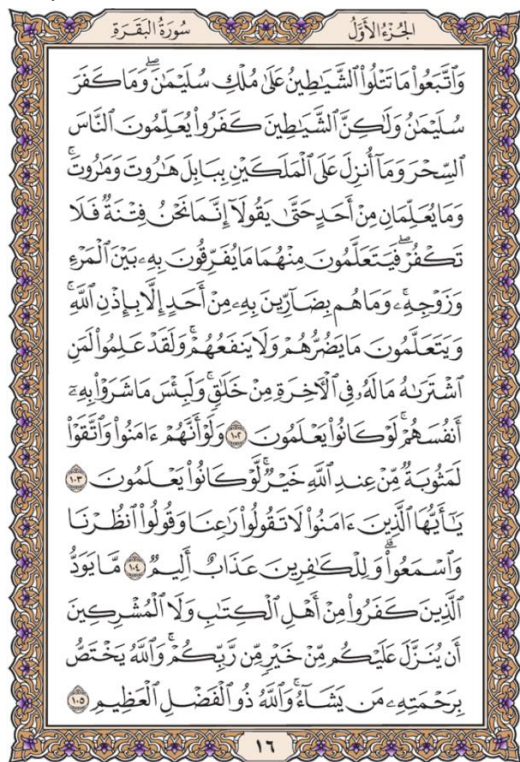 الجُزْءُ الأَوَّلُ سُورَةُ البَقَرَةِ
وَٱتَّبَعُوا۟ مَا تَتْلُوا۟ ٱلشَّيَـٰطِينُ عَلَىٰ مُلْكِ سُلَيْمَـٰنَۖ وَمَا كَفَرَ
سُلَيْمَـٰنُ وَلَـٰكِنَّ ٱلشَّيَـٰطِينَ كَفَرُوا۟ يُعَلِّمُونَ ٱلنَّاسَ
ٱلسِّحْرَ وَمَآ أُنزِلَ عَلَى ٱلْمَلَكَيْنِ بِبَابِلَ هَـٰرُوتَ وَمَـٰرُوتَۚ
وَمَا يُعَلِّمَانِ مِنْ أَحَدٍ حَتَّىٰ يَقُولَآ إِنَّمَا نَحْنُ فِتْنَةٌ فَلَا
تَكْفُرْۖ فَيَتَعَلَّمُونَ مِنْهُمَا مَا يُفَرِّقُونَ بِهِۦ بَيْنَ ٱلْمَرْءِ
وَزَوْجِهِۦۚ وَمَا هُم بِضَآرِّينَ بِهِۦ مِنْ أَحَدٍ إِلَّا بِإِذْنِ ٱللَّهِۚ
وَيَتَعَلَّمُونَ مَا يَضُرُّهُمْ وَلَا يَنفَعُهُمْۚ وَلَقَدْ عَلِمُوا۟ لَمَنِ
ٱشْتَرَىٰهُ مَا لَهُۥ فِى ٱلْـَٔاخِرَةِ مِنْ خَلَـٰقٍۚ وَلَبِئْسَ مَا شَرَوْا۟ بِهِۦٓ
أَنفُسَهُمْۚ لَوْ كَانُوا۟ يَعْلَمُونَ ١٠٢ وَلَوْ أَنَّهُمْ ءَامَنُوا۟ وَٱتَّقَوْا۟
لَمَثُوبَةٌ مِّنْ عِندِ ٱللَّهِ خَيْرٌۚ لَّوْ كَانُوا۟ يَعْلَمُونَ ١٠٣
يَـٰٓأَيُّهَا ٱلَّذِينَ ءَامَنُوا۟ لَا تَقُولُوا۟ رَٰعِنَا وَقُولُوا۟ ٱنظُرْنَا
وَٱسْمَعُوا۟ۗ وَلِلْكَـٰفِرِينَ عَذَابٌ أَلِيمٌ ١٠٤ مَّا يَوَدُّ
ٱلَّذِينَ كَفَرُوا۟ مِنْ أَهْلِ ٱلْكِتَـٰبِ وَلَا ٱلْمُشْرِكِينَ
أَن يُنَزَّلَ عَلَيْكُم مِّنْ خَيْرٍ مِّن رَّبِّكُمْۗ وَٱللَّهُ يَخْتَصُّ
بِرَحْمَتِهِۦ مَن يَشَآءُۚ وَٱللَّهُ ذُو ٱلْفَضْلِ ٱلْعَظِيمِ ١٠٥
١٦